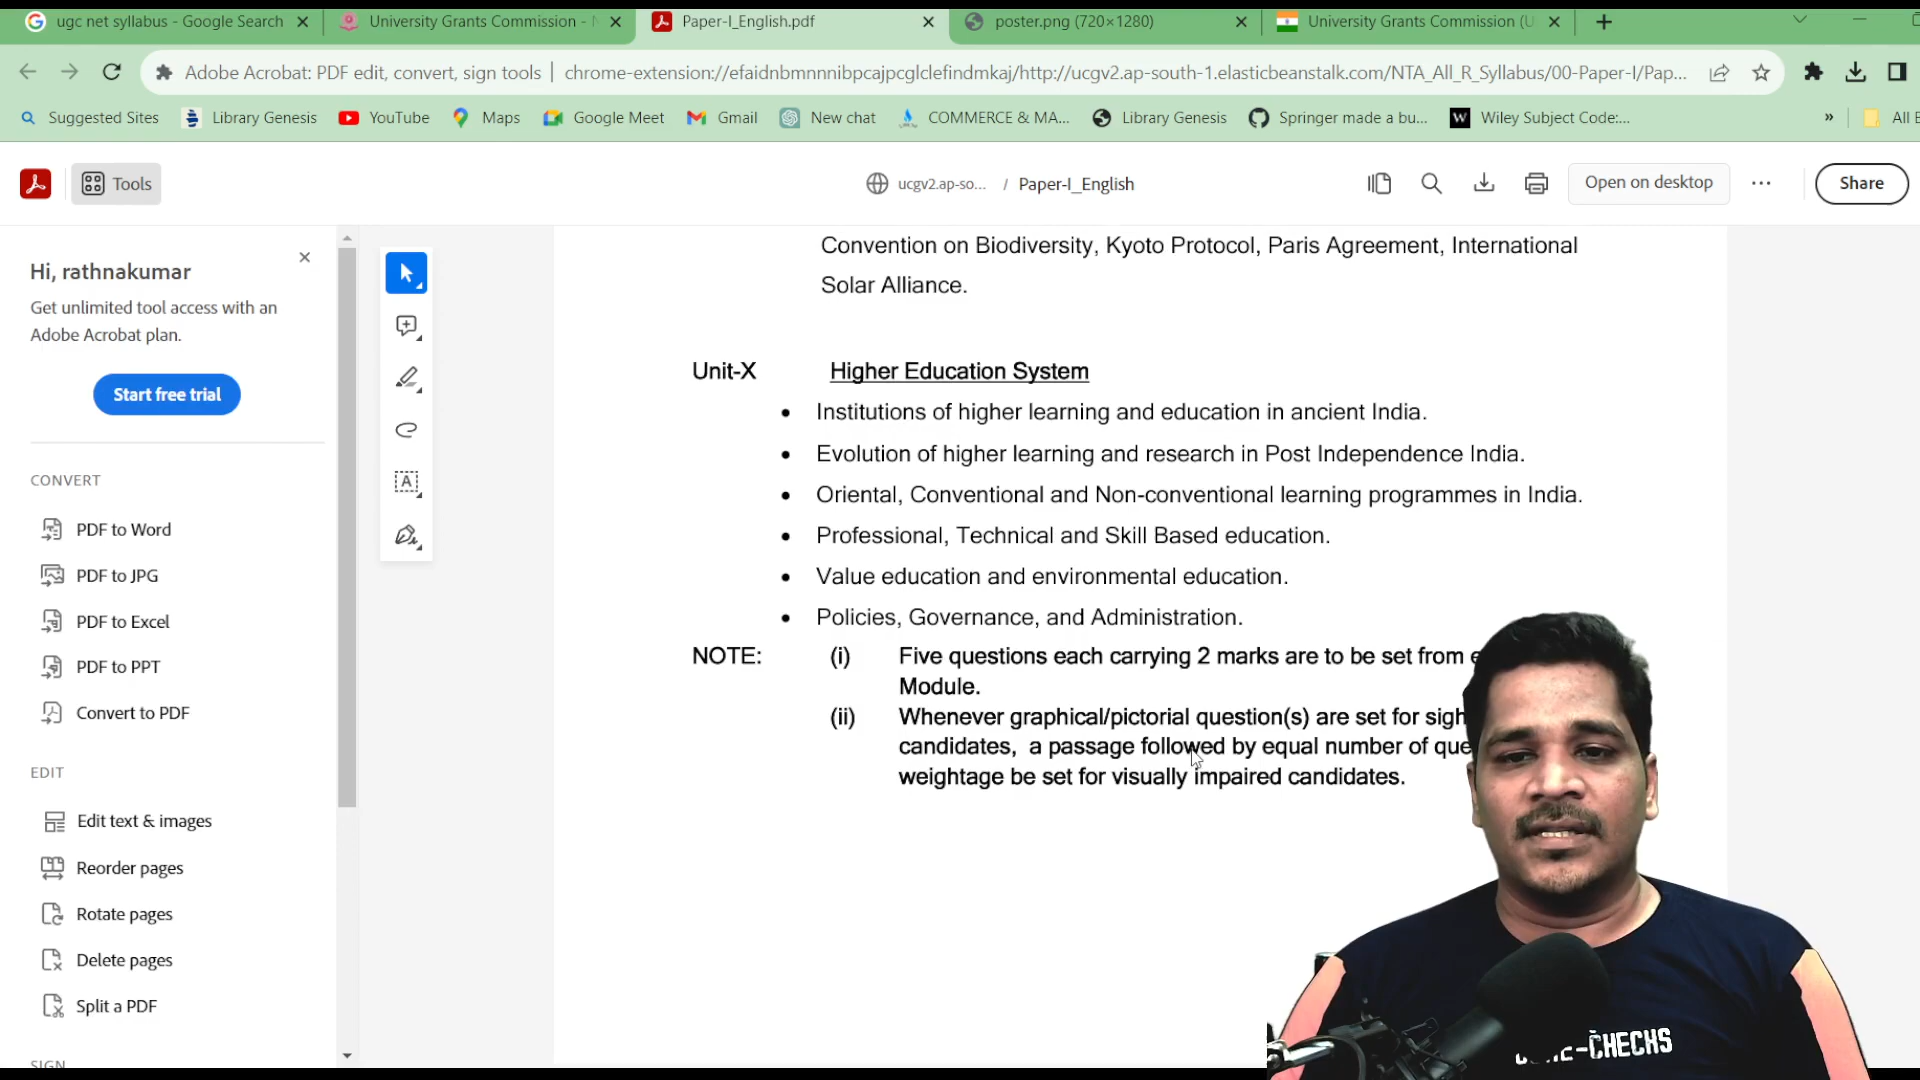 ugc net syllabus - Google Search
University Grants Commission -
Paper-I_English.pdf
poster.png (720×1280)
University Grants Commission (U
Adobe Acrobat: PDF edit, convert, sign tools
chrome-extension://efaidnbmnnnibpcajpcglclefindmkaj/http://ucgv2.ap-south-1.elasticbeanstalk.com/NTA_All_R_Syllabus/00-Paper-I/Pap...
Suggested Sites
Library Genesis
YouTube
Maps
Google Meet
Gmail
New chat
COMMERCE & MA...
Library Genesis
Springer made a bu...
W
Wiley Subject Code:...
»
All
Tools
ucgv2.ap-so...
/ Paper-I_English
Open on desktop
Share
Hi, rathnakumar
Get unlimited tool access with an
Adobe Acrobat plan.
Start free trial
CONVERT
PDF to Word
PDF to JPG
PDF to Excel
PDF to PPT
Convert to PDF
EDIT
Edit text & images
Reorder pages
Rotate pages
Delete pages
Split a PDF
SIGN
Convention on Biodiversity, Kyoto Protocol, Paris Agreement, International
Solar Alliance.
Unit-X Higher Education System
• Institutions of higher learning and education in ancient India.
• Evolution of higher learning and research in Post Independence India.
• Oriental, Conventional and Non-conventional learning programmes in India.
• Professional, Technical and Skill Based education.
• Value education and environmental education.
• Policies, Governance, and Administration.
NOTE: (i) Five questions each carrying 2 marks are to be set from
Module.
(ii) Whenever graphical/pictorial question(s) are set for sigh
candidates, a passage followed by equal number of que
weightage be set for visually impaired candidates.
-CHECHS